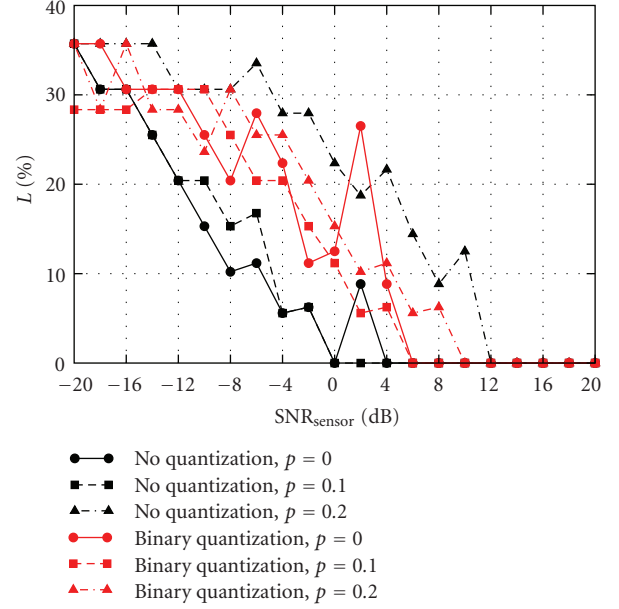 40
30
20
10
0
L (%)
−20 −16 −12 −8 −4 0 4 8 12 16 20
SNRsensor (dB)
No quantization, p = 0
No quantization, p = 0.1
No quantization, p = 0.2
Binary quantization, p = 0
Binary quantization, p = 0.1
Binary quantization, p = 0.2